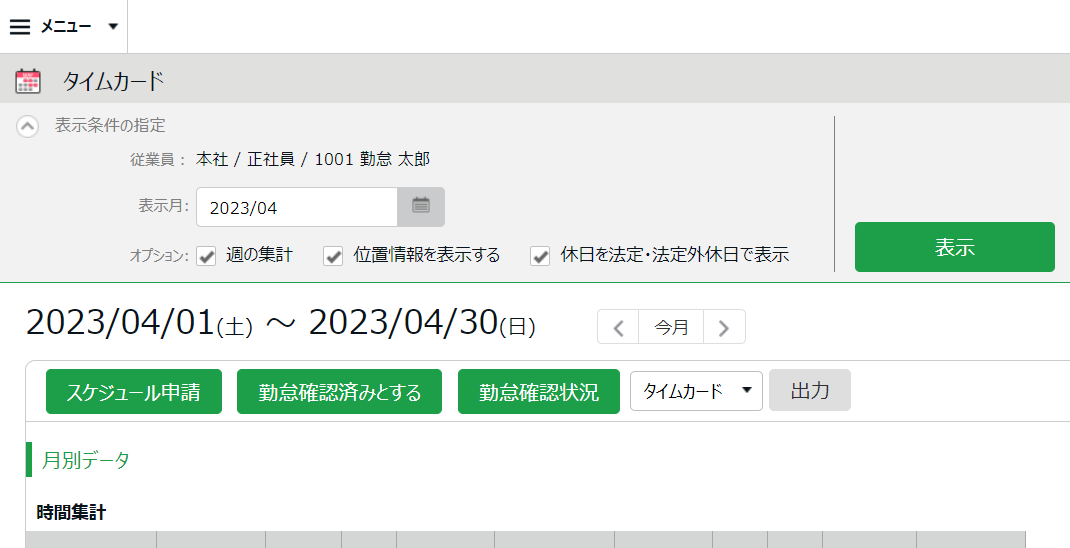 メニュー
タイムカード
表示条件の指定
従業員： 本社 / 正社員 / 1001 勤怠 太郎
表示月: 2023/04
オプション: 週の集計 位置情報を表示する 休日を法定・法定外休日で表示
表示
2023/04/01(土) ～ 2023/04/30(日) 今月
スケジュール申請 勤怠確認済みとする 勤怠確認状況 タイムカード 出力
月別データ
時間集計